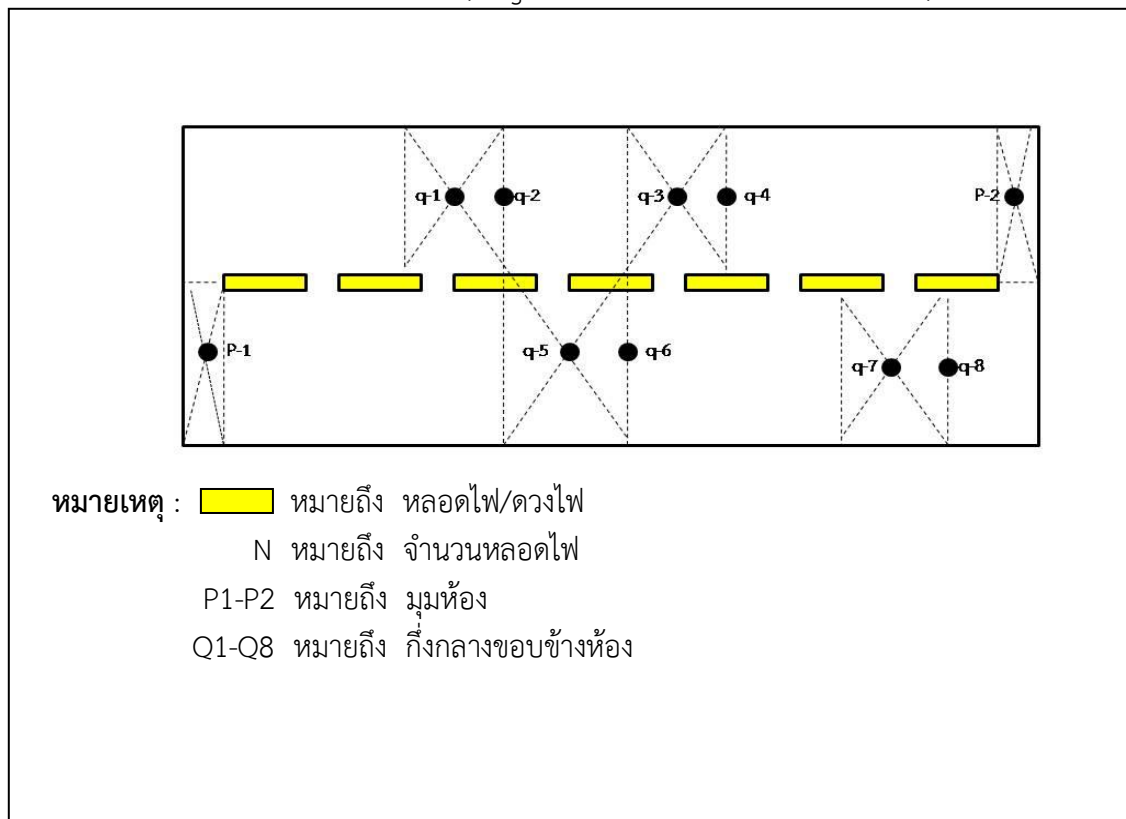 q-1 q-2 q-3 q-4 P-2
P-1 q-5 q-6 q-7 q-8
หมายเหตุ : หมายถึง หลอดไฟ/ดวงไฟ
N หมายถึง จำนวนหลอดไฟ
P1-P2 หมายถึง มุมห้อง
Q1-Q8 หมายถึง กึ่งกลางขอบข้างห้อง